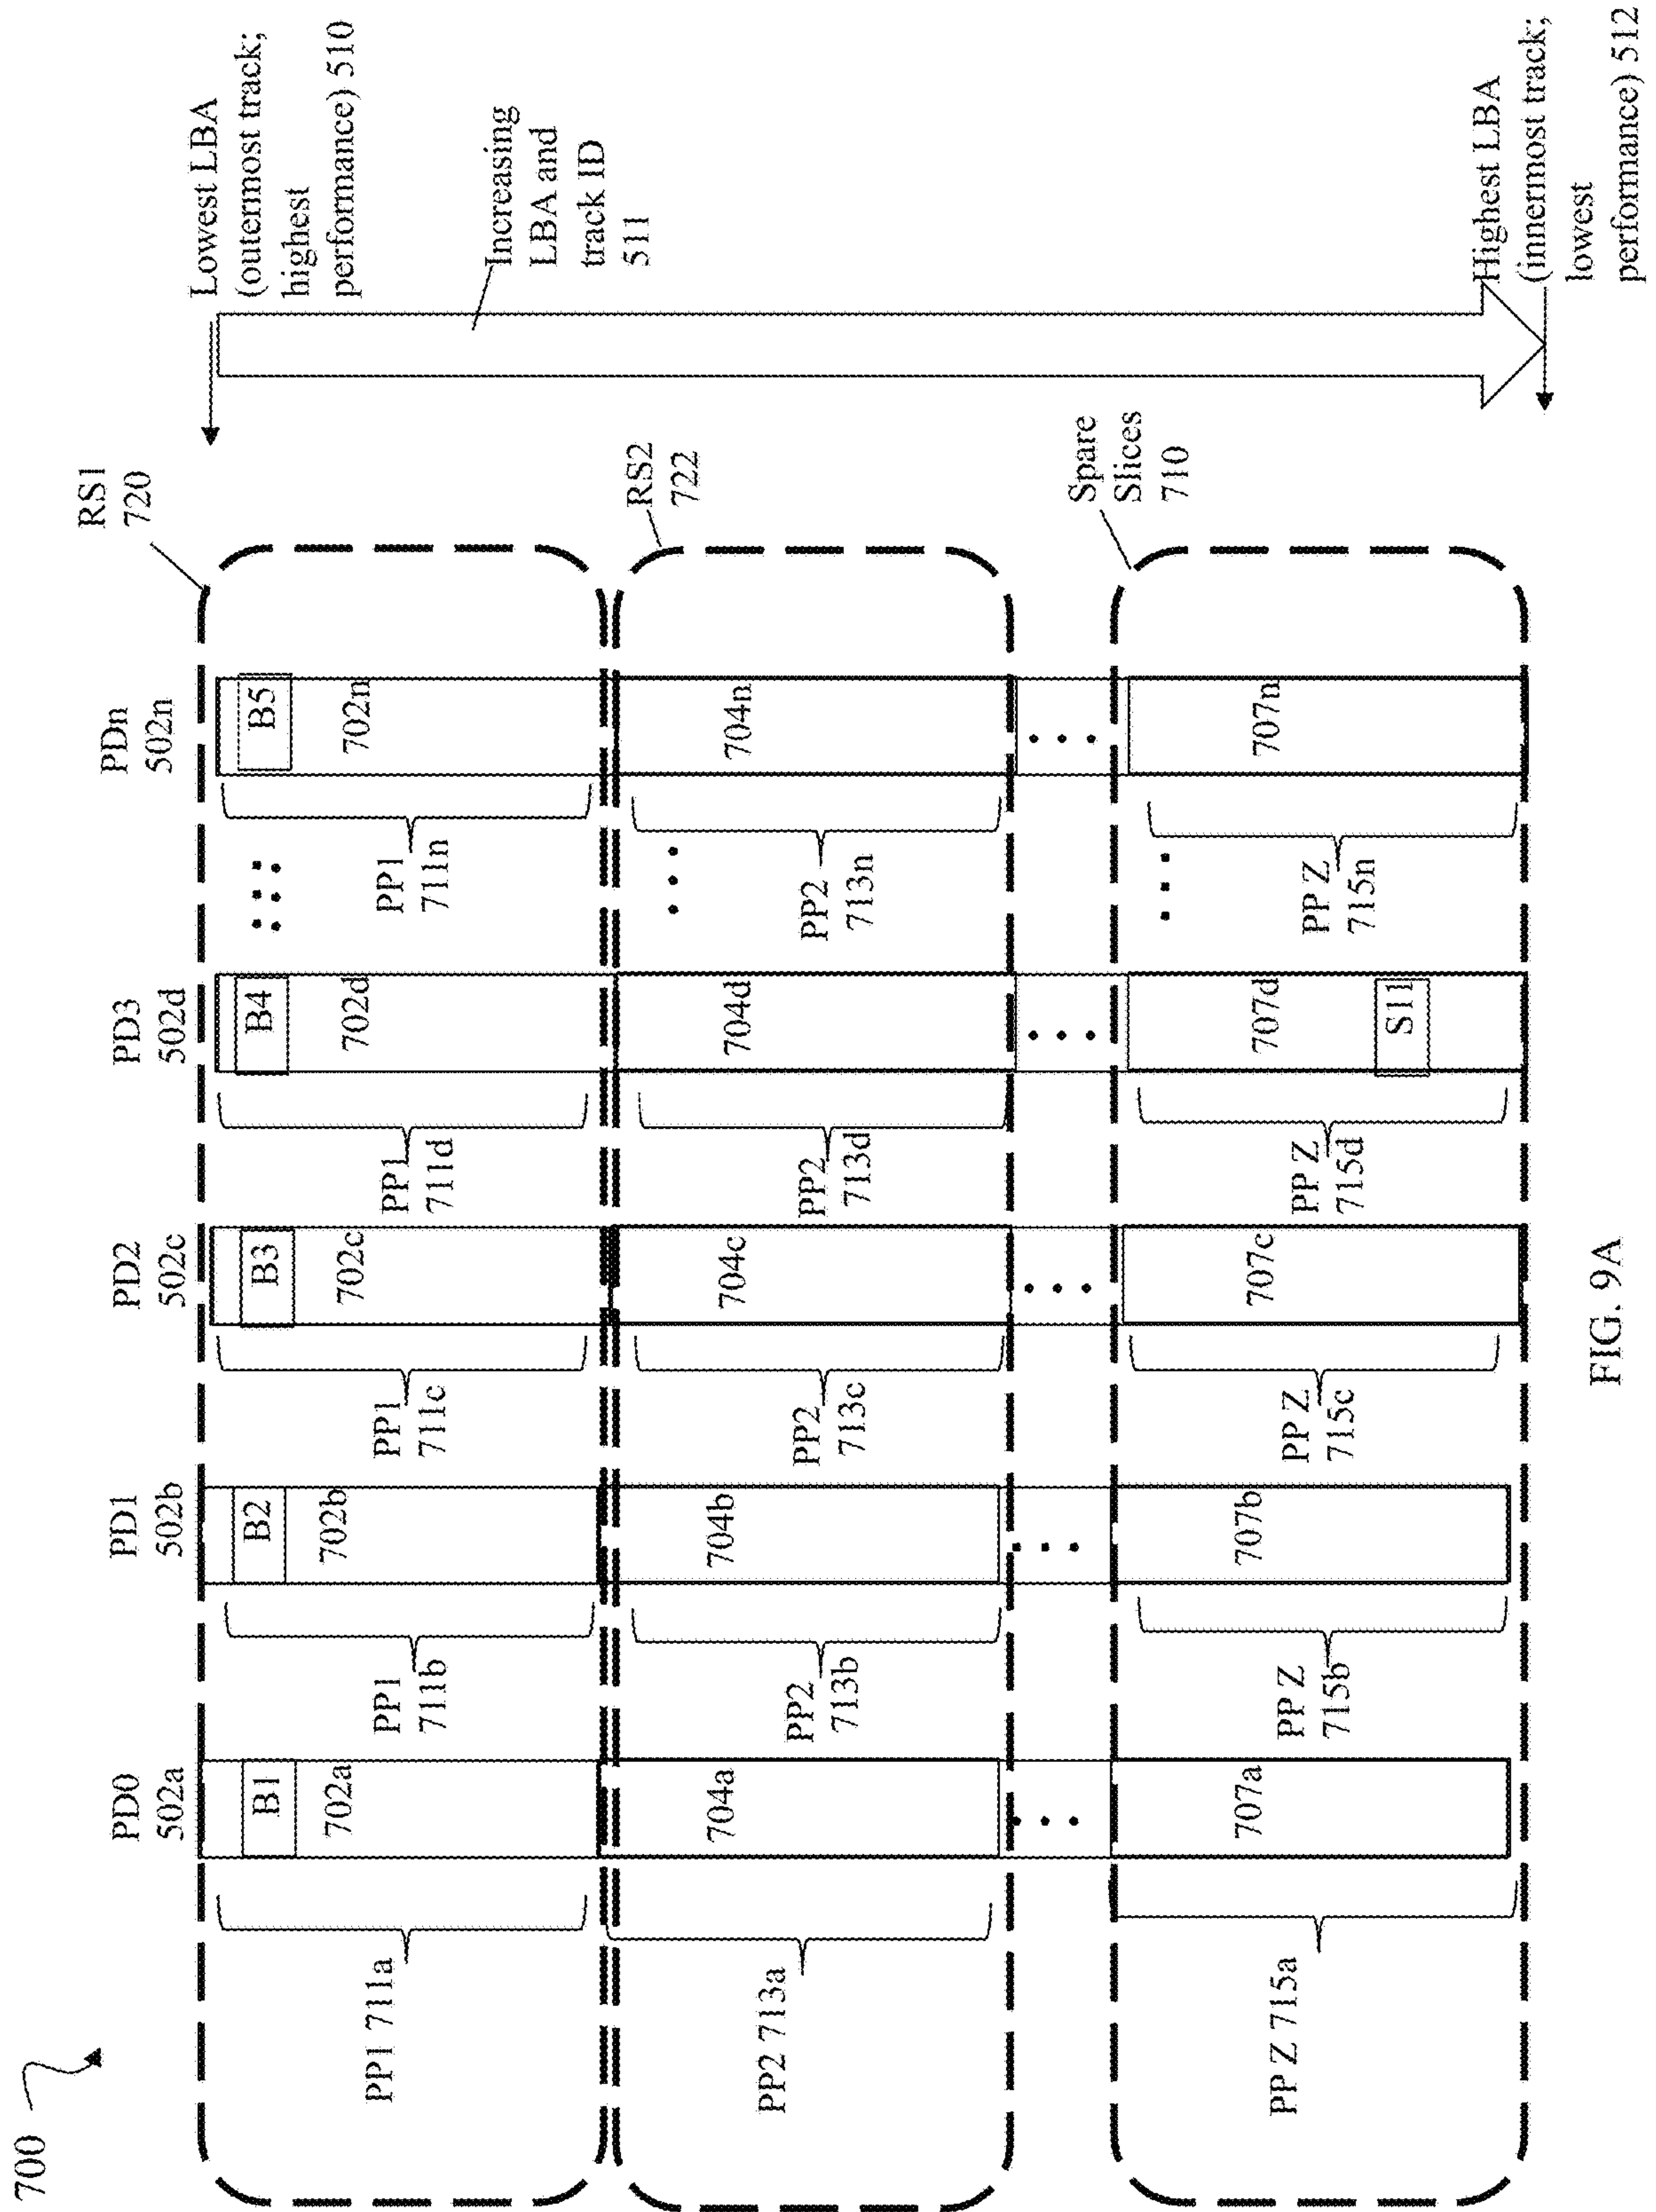 700
RS1
720
Lowest LBA
(outermost track;
highest
performance) 510
PD0
502a
PD1
502b
PD2
502c
PD3
502d
PDn
502n
B1
B2
B3
B4
B5
702a
702b
702c
702d
702n
PP1 711a
PP1
711b
PP1
711c
PP1
711d
PP1
711n
Increasing
LBA and
track ID
511
RS2
722
704a
704b
704c
704d
704n
PP2 713a
PP2
713b
PP2
713c
PP2
713d
PP2
713n
Spare
Slices
710
707a
707b
707c
707d
707n
S11
PP Z 715a
PP Z
715b
PP Z
715c
PP Z
715d
PP Z
715n
Highest LBA
(innermost track;
lowest
performance) 512
FIG. 9A